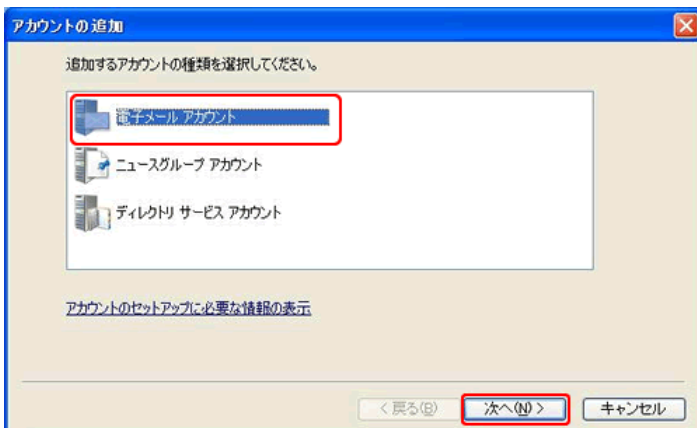 アカウントの追加
追加するアカウントの種類を選択してください。
電子メール アカウント
ニュースグループ アカウント
ディレクトリ サービス アカウント
アカウントのセットアップに必要な情報の表示
< 戻る(B)
次へ(N) >
キャンセル